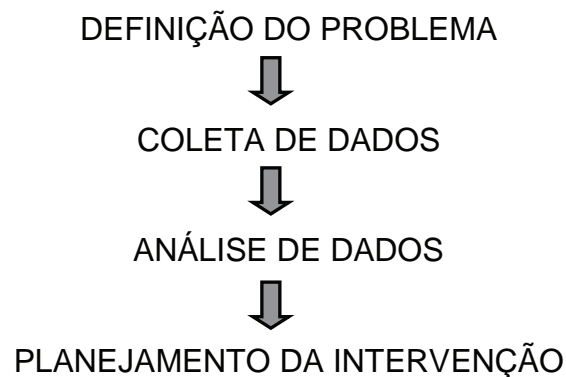 DEFINIÇÃO DO PROBLEMA
COLETA DE DADOS
ANÁLISE DE DADOS
PLANEJAMENTO DA INTERVENÇÃO